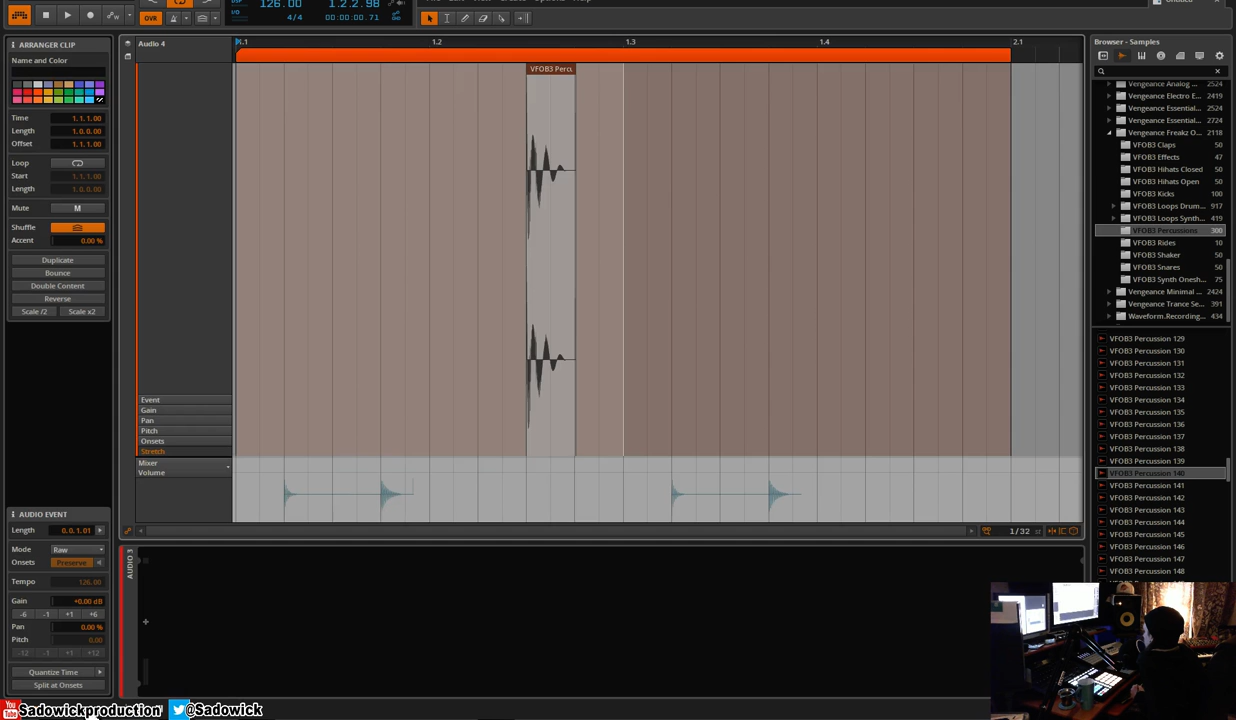 OVR
126.00
4/4
1.2.2.98
00:00:00.71
Untitled
ARRANGER CLIP
Name and Color
Time 1.1.1.00
Length 1.0.0.00
Offset 1.1.1.00
Loop
Start 1.1.1.00
Length 1.0.0.00
Mute M
Shuffle
Accent 0.00 %
Duplicate
Bounce
Double Content
Reverse
Scale /2 Scale x2
AUDIO EVENT
Length 0.0.1.01
Mode Raw
Onsets Preserve
Tempo 126.00
Gain +0.00 dB
-6 -1 +1 +6
Pan 0.00 %
Pitch 0.00
-12 -1 +1 +12
Quantize Time
Split at Onsets
Audio 4
1.2 1.3 1.4 2.1
VFOB3 Percu
Event
Gain
Pan
Pitch
Onsets
Stretch
Mixer
Volume
1/32
AUDIO 3
Browser - Samples
Vengeance Analog ... 2524
Vengeance Electro E... 2419
Vengeance Essential... 2524
Vengeance Essential... 2724
Vengeance Freakz O... 2118
VFOB3 Claps 50
VFOB3 Effects 47
VFOB3 Hihats Closed 50
VFOB3 Hihats Open 50
VFOB3 Kicks 100
VFOB3 Loops Drum... 917
VFOB3 Loops Synth... 419
VFOB3 Percussions 300
VFOB3 Rides 10
VFOB3 Shaker 50
VFOB3 Snares 50
VFOB3 Synth Onesh... 75
Vengeance Minimal ... 2424
Vengeance Trance Se... 391
Waveform.Recording... 434
VFOB3 Percussion 129
VFOB3 Percussion 130
VFOB3 Percussion 131
VFOB3 Percussion 132
VFOB3 Percussion 133
VFOB3 Percussion 134
VFOB3 Percussion 135
VFOB3 Percussion 136
VFOB3 Percussion 137
VFOB3 Percussion 138
VFOB3 Percussion 139
VFOB3 Percussion 140
VFOB3 Percussion 141
VFOB3 Percussion 142
VFOB3 Percussion 143
VFOB3 Percussion 144
VFOB3 Percussion 145
VFOB3 Percussion 146
VFOB3 Percussion 147
VFOB3 Percussion 148
You Tube Sadowickproduction @Sadowick